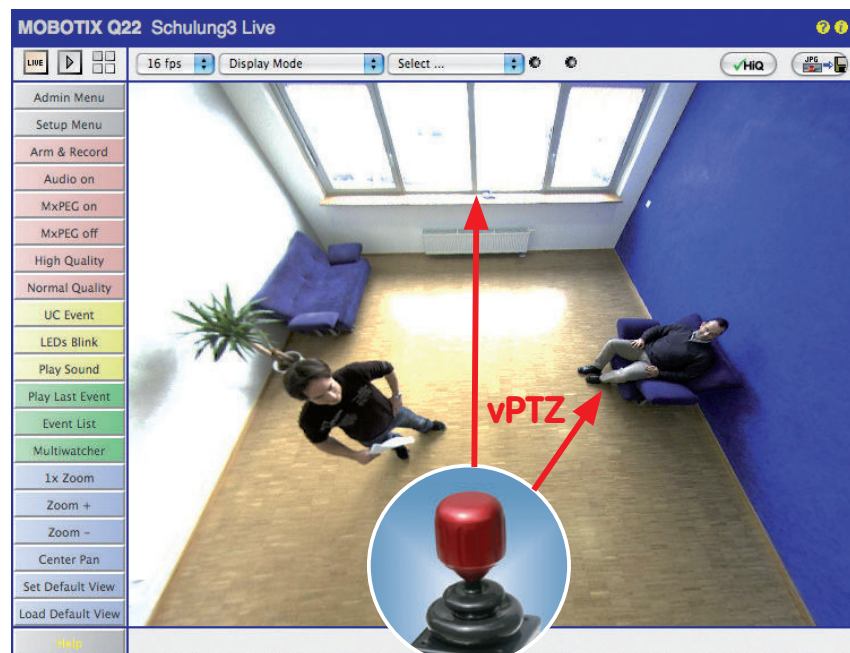 MOBOTIX Q22 Schulung3 Live
? i
LIVE
16 fps
Display Mode
Select ...
HiQ
JPG
Admin Menu
Setup Menu
Arm & Record
Audio on
MxPEG on
MxPEG off
High Quality
Normal Quality
UC Event
LEDs Blink
Play Sound
Play Last Event
Event List
Multiwatcher
1x Zoom
Zoom +
Zoom –
Center Pan
Set Default View
Load Default View
Help
vPTZ